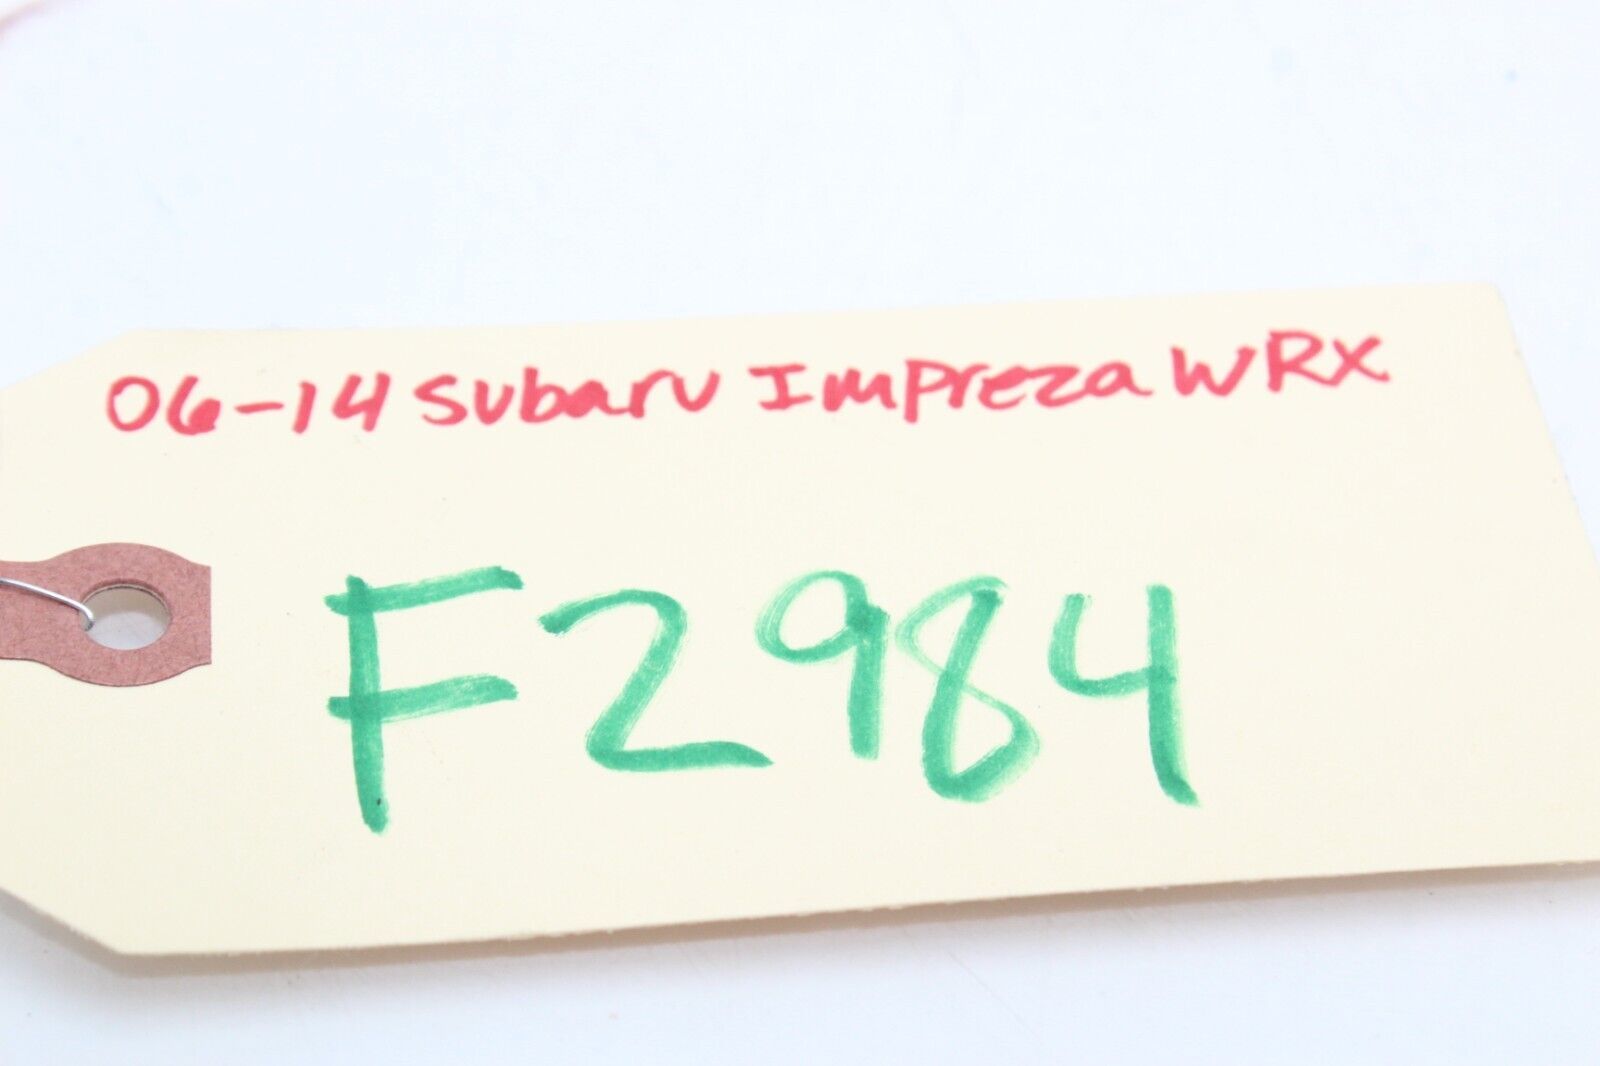 06-14 Subaru Impreza WRX
F2984